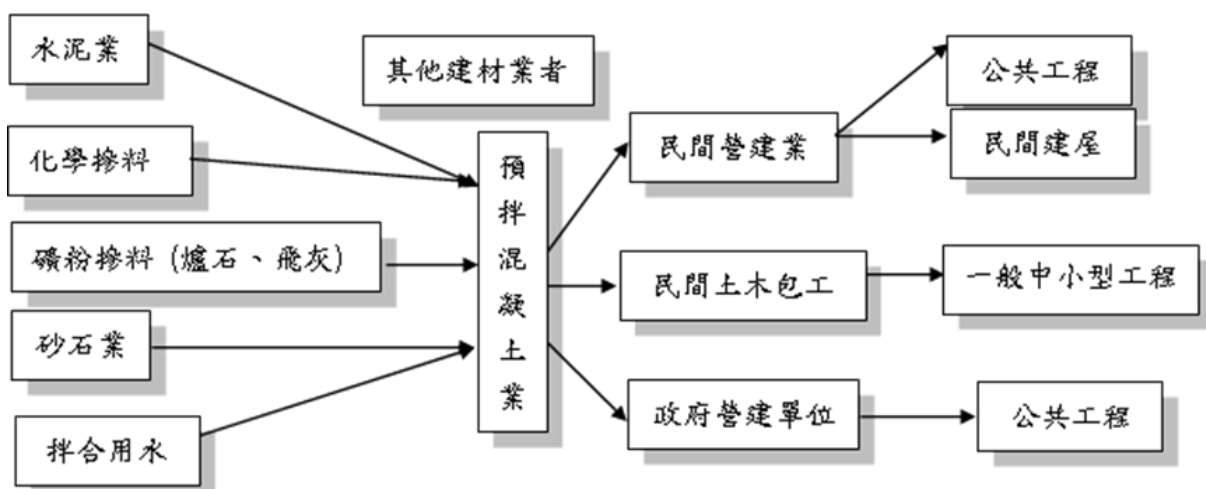 水泥業
化學摻料
礦粉摻料 (爐石、飛灰)
砂石業
拌合用水
其他建材業者
預拌混凝土業
民間營建業
民間土木包工
政府營建單位
公共工程
民間建屋
一般中小型工程
公共工程